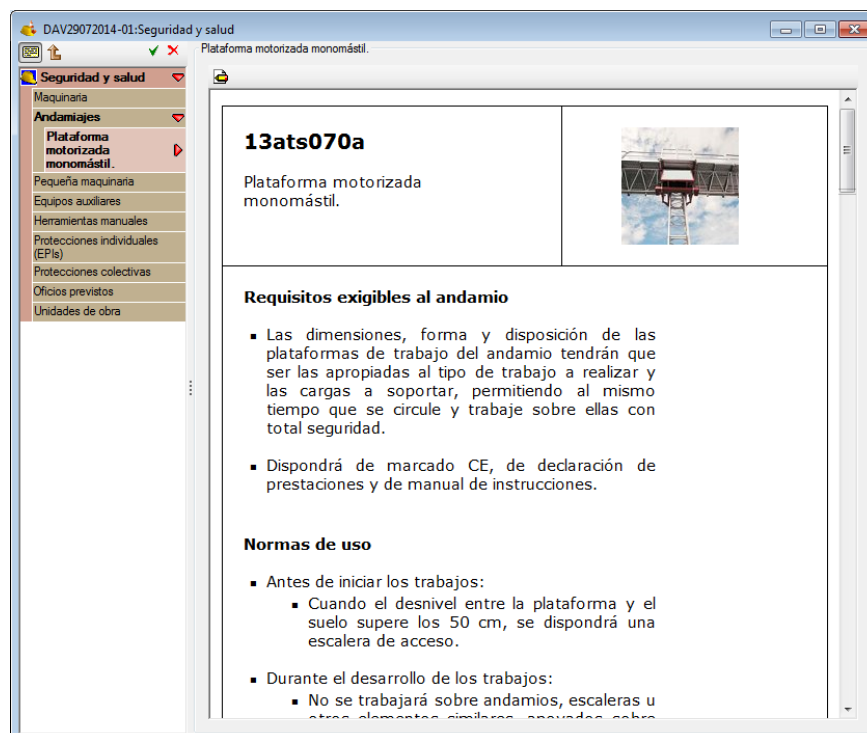 DAV29072014-01:Seguridad y salud
Plataforma motorizada monomástil.
Seguridad y salud
Maquinaria
Andamiajes
Plataforma
motorizada
monomástil.
Pequeña maquinaria
Equipos auxiliares
Herramientas manuales
Protecciones individuales
(EPIs)
Protecciones colectivas
Oficios previstos
Unidades de obra
13ats070a
Plataforma motorizada
monomástil.
Requisitos exigibles al andamio
Las dimensiones, forma y disposición de las
plataformas de trabajo del andamio tendrán que
ser las apropiadas al tipo de trabajo a realizar y
las cargas a soportar, permitiendo al mismo
tiempo que se circule y trabaje sobre ellas con
total seguridad.
Dispondrá de marcado CE, de declaración de
prestaciones y de manual de instrucciones.
Normas de uso
Antes de iniciar los trabajos:
Cuando el desnivel entre la plataforma y el
suelo supere los 50 cm, se dispondrá una
escalera de acceso.
Durante el desarrollo de los trabajos:
No se trabajará sobre andamios, escaleras u
otros elementos similares, apoyados sobre